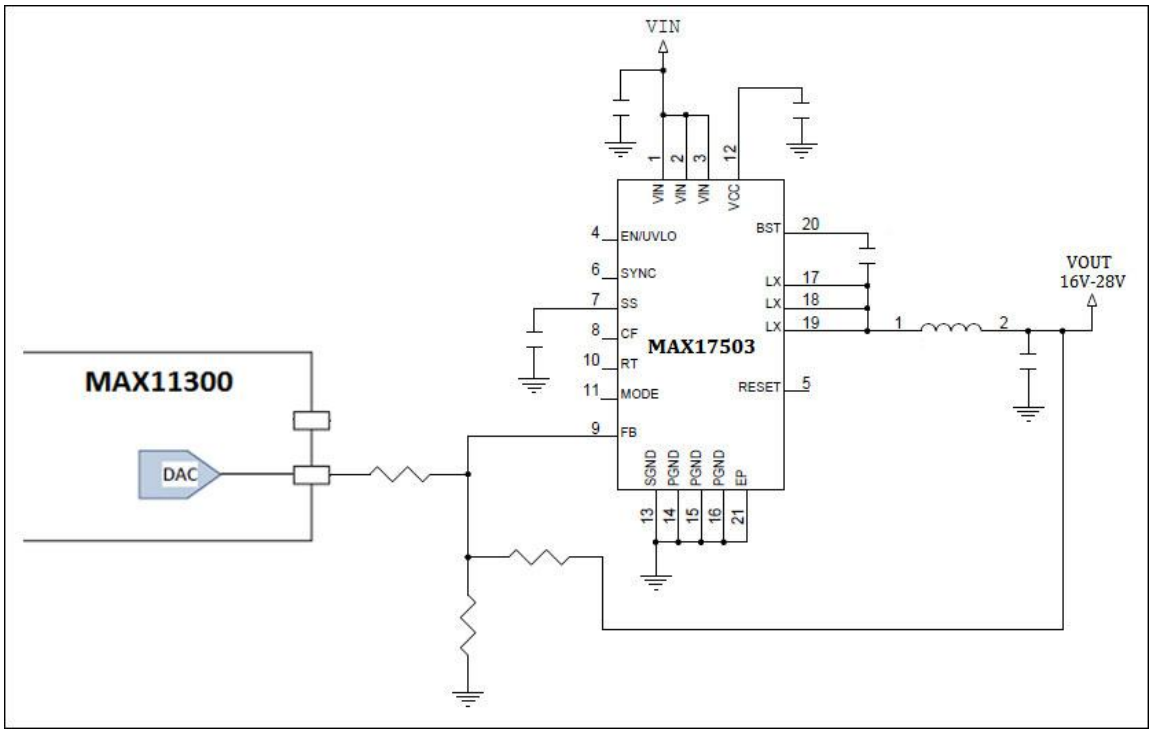 VIN
1 2 3 12
VIN VIN VIN VCC
4 EN/UVLO
BST 20
6 SYNC
LX 17
7 SS
LX 18
8 CF
LX 19
1 2
VOUT
16V-28V
MAX17503
10 RT
11 MODE
RESET 5
9 FB
SGND PGND PGND PGND EP
13 14 15 16 21
MAX11300
DAC